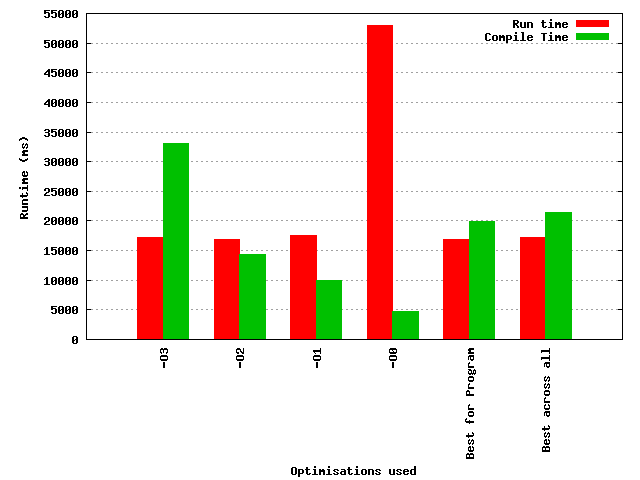 55000
50000
45000
40000
35000
30000
25000
20000
15000
10000
5000
0
Runtime (ms)
Run time
Compile Time
-O3
-O2
-O1
-O0
Best for Program
Best across all
Optimisations used